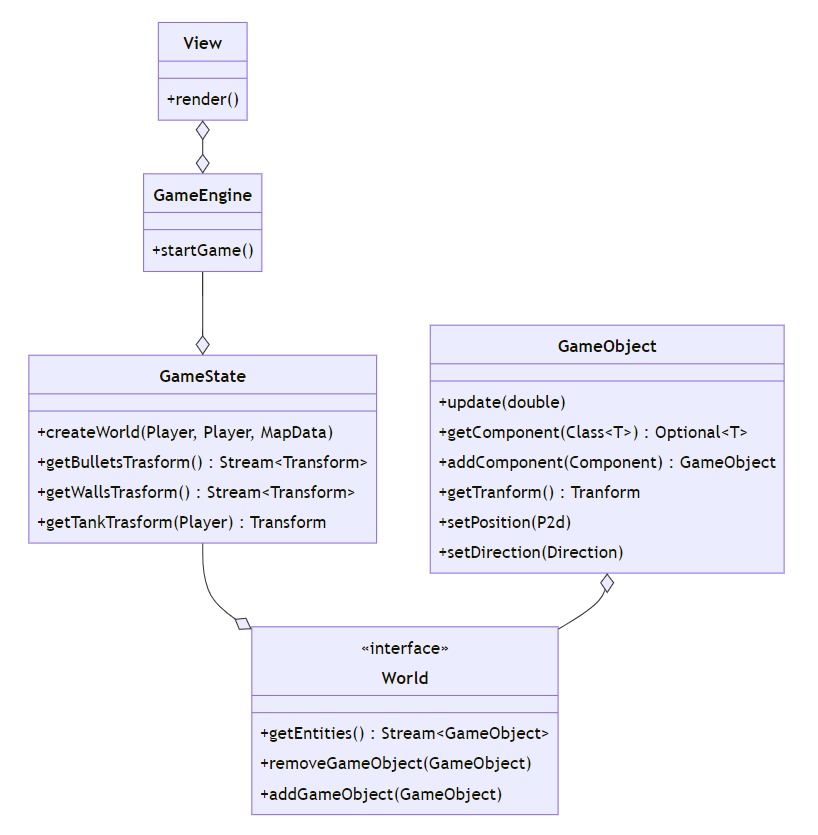 View
+render()
GameEngine
+startGame()
GameState
+createWorld(Player, Player, MapData)
+getBulletsTrasform() : Stream<Transform>
+getWallsTrasform() : Stream<Transform>
+getTankTrasform(Player) : Transform
GameObject
+update(double)
+getComponent(Class<T>) : Optional<T>
+addComponent(Component) : GameObject
+getTranform() : Tranform
+setPosition(P2d)
+setDirection(Direction)
«interface»
World
+getEntities() : Stream<GameObject>
+removeGameObject(GameObject)
+addGameObject(GameObject)